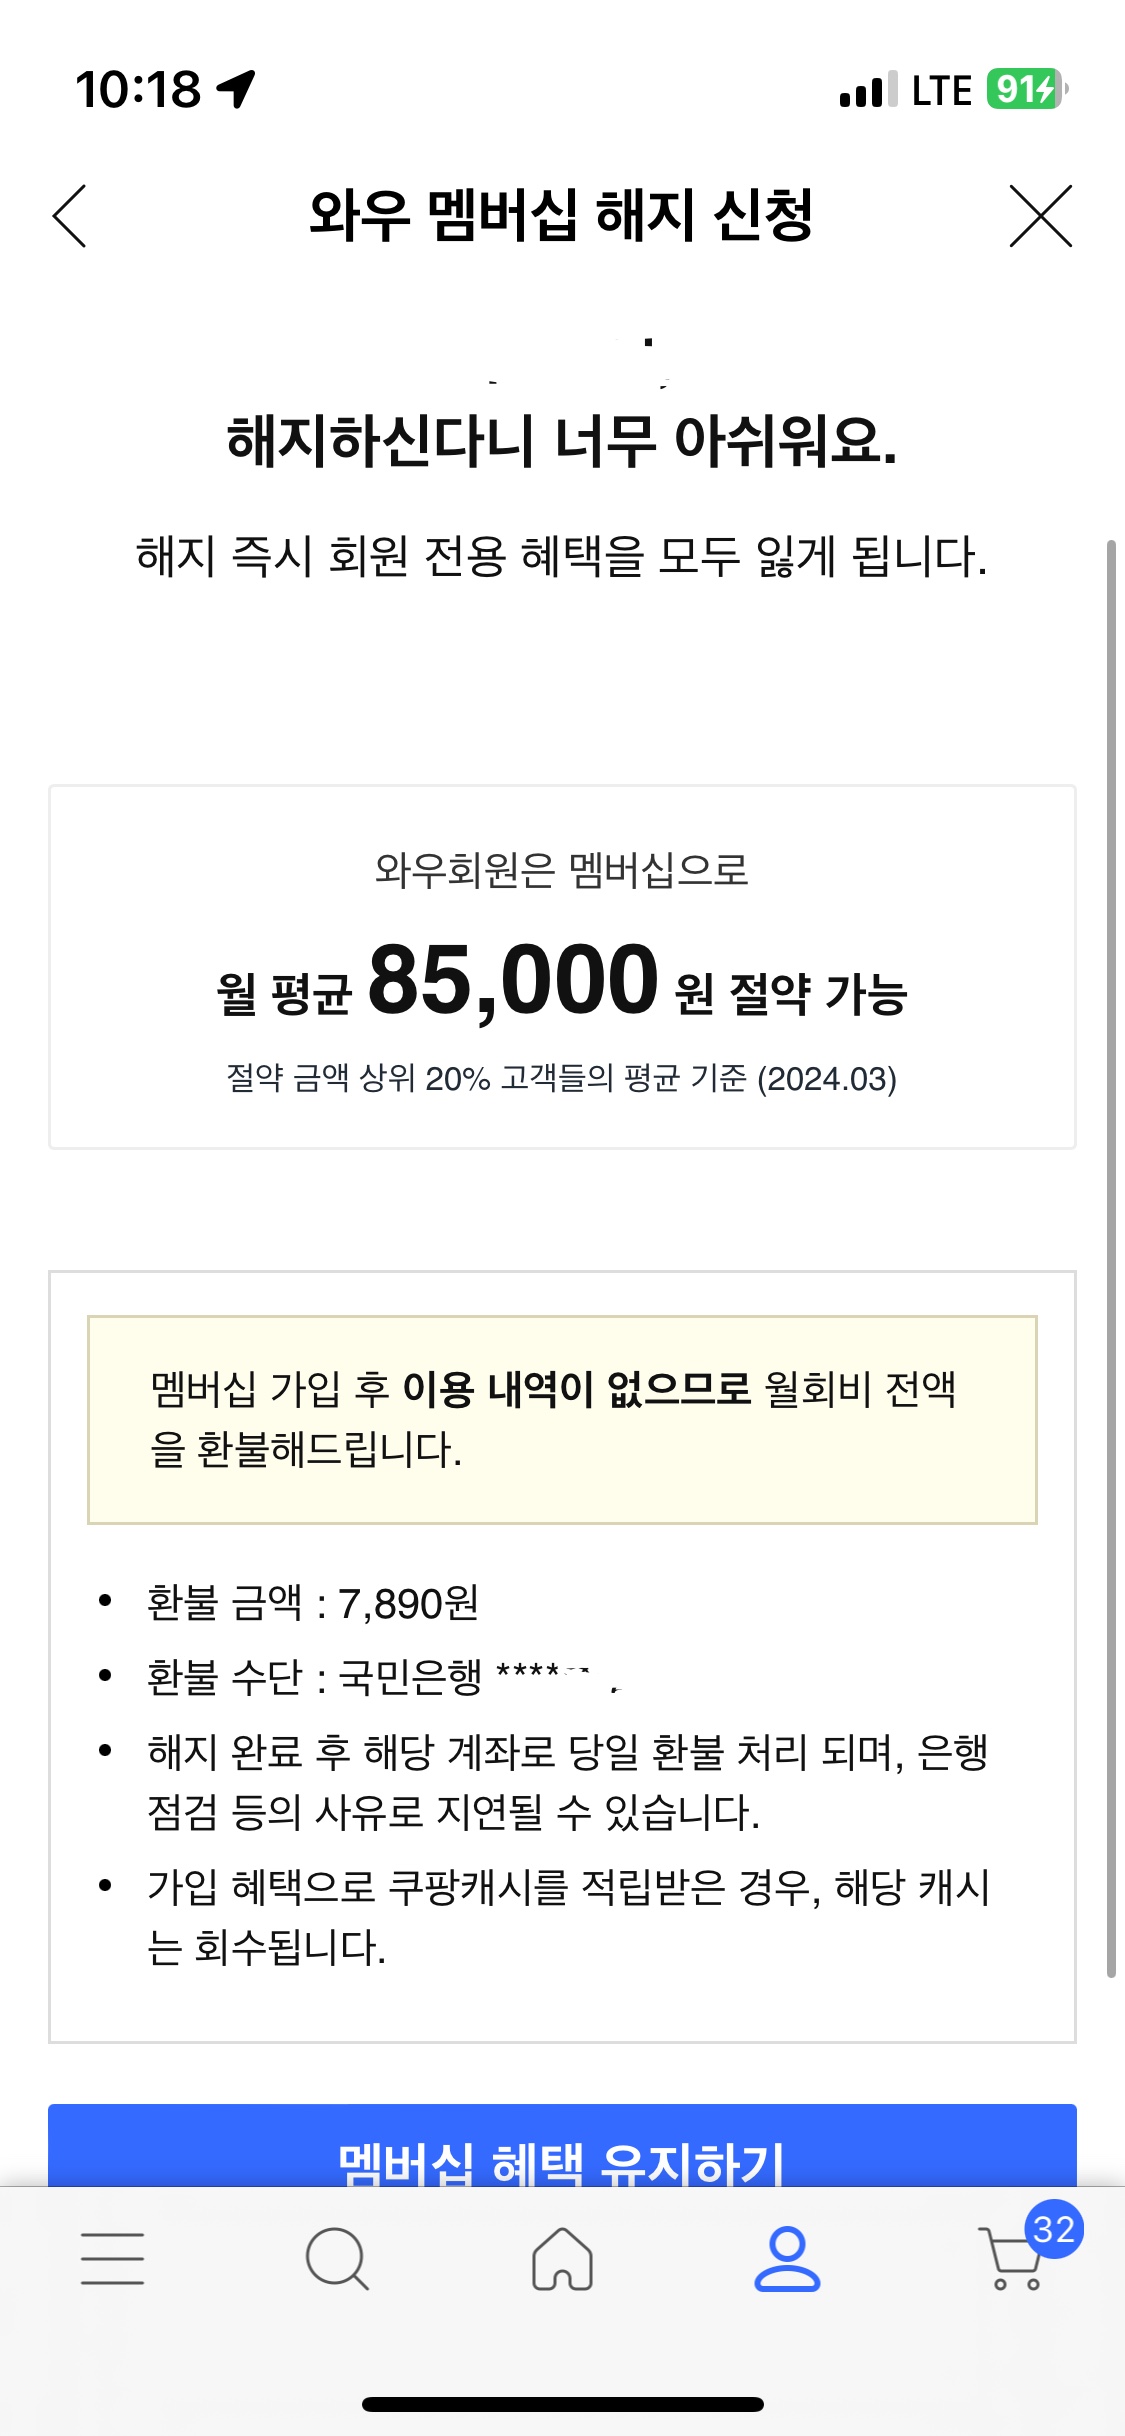 10:18 LTE 91
와우 멤버십 해지 신청
해지하신다니 너무 아쉬워요.
해지 즉시 회원 전용 혜택을 모두 잃게 됩니다.
와우회원은 멤버십으로
월 평균 85,000 원 절약 가능
절약 금액 상위 20% 고객들의 평균 기준 (2024.03)
멤버십 가입 후 이용 내역이 없으므로 월회비 전액
을 환불해드립니다.
• 환불 금액 : 7,890원
• 환불 수단 : 국민은행 ****
• 해지 완료 후 해당 계좌로 당일 환불 처리 되며, 은행
점검 등의 사유로 지연될 수 있습니다.
• 가입 혜택으로 쿠팡캐시를 적립받은 경우, 해당 캐시
는 회수됩니다.
멤버십 혜택 유지하기
32